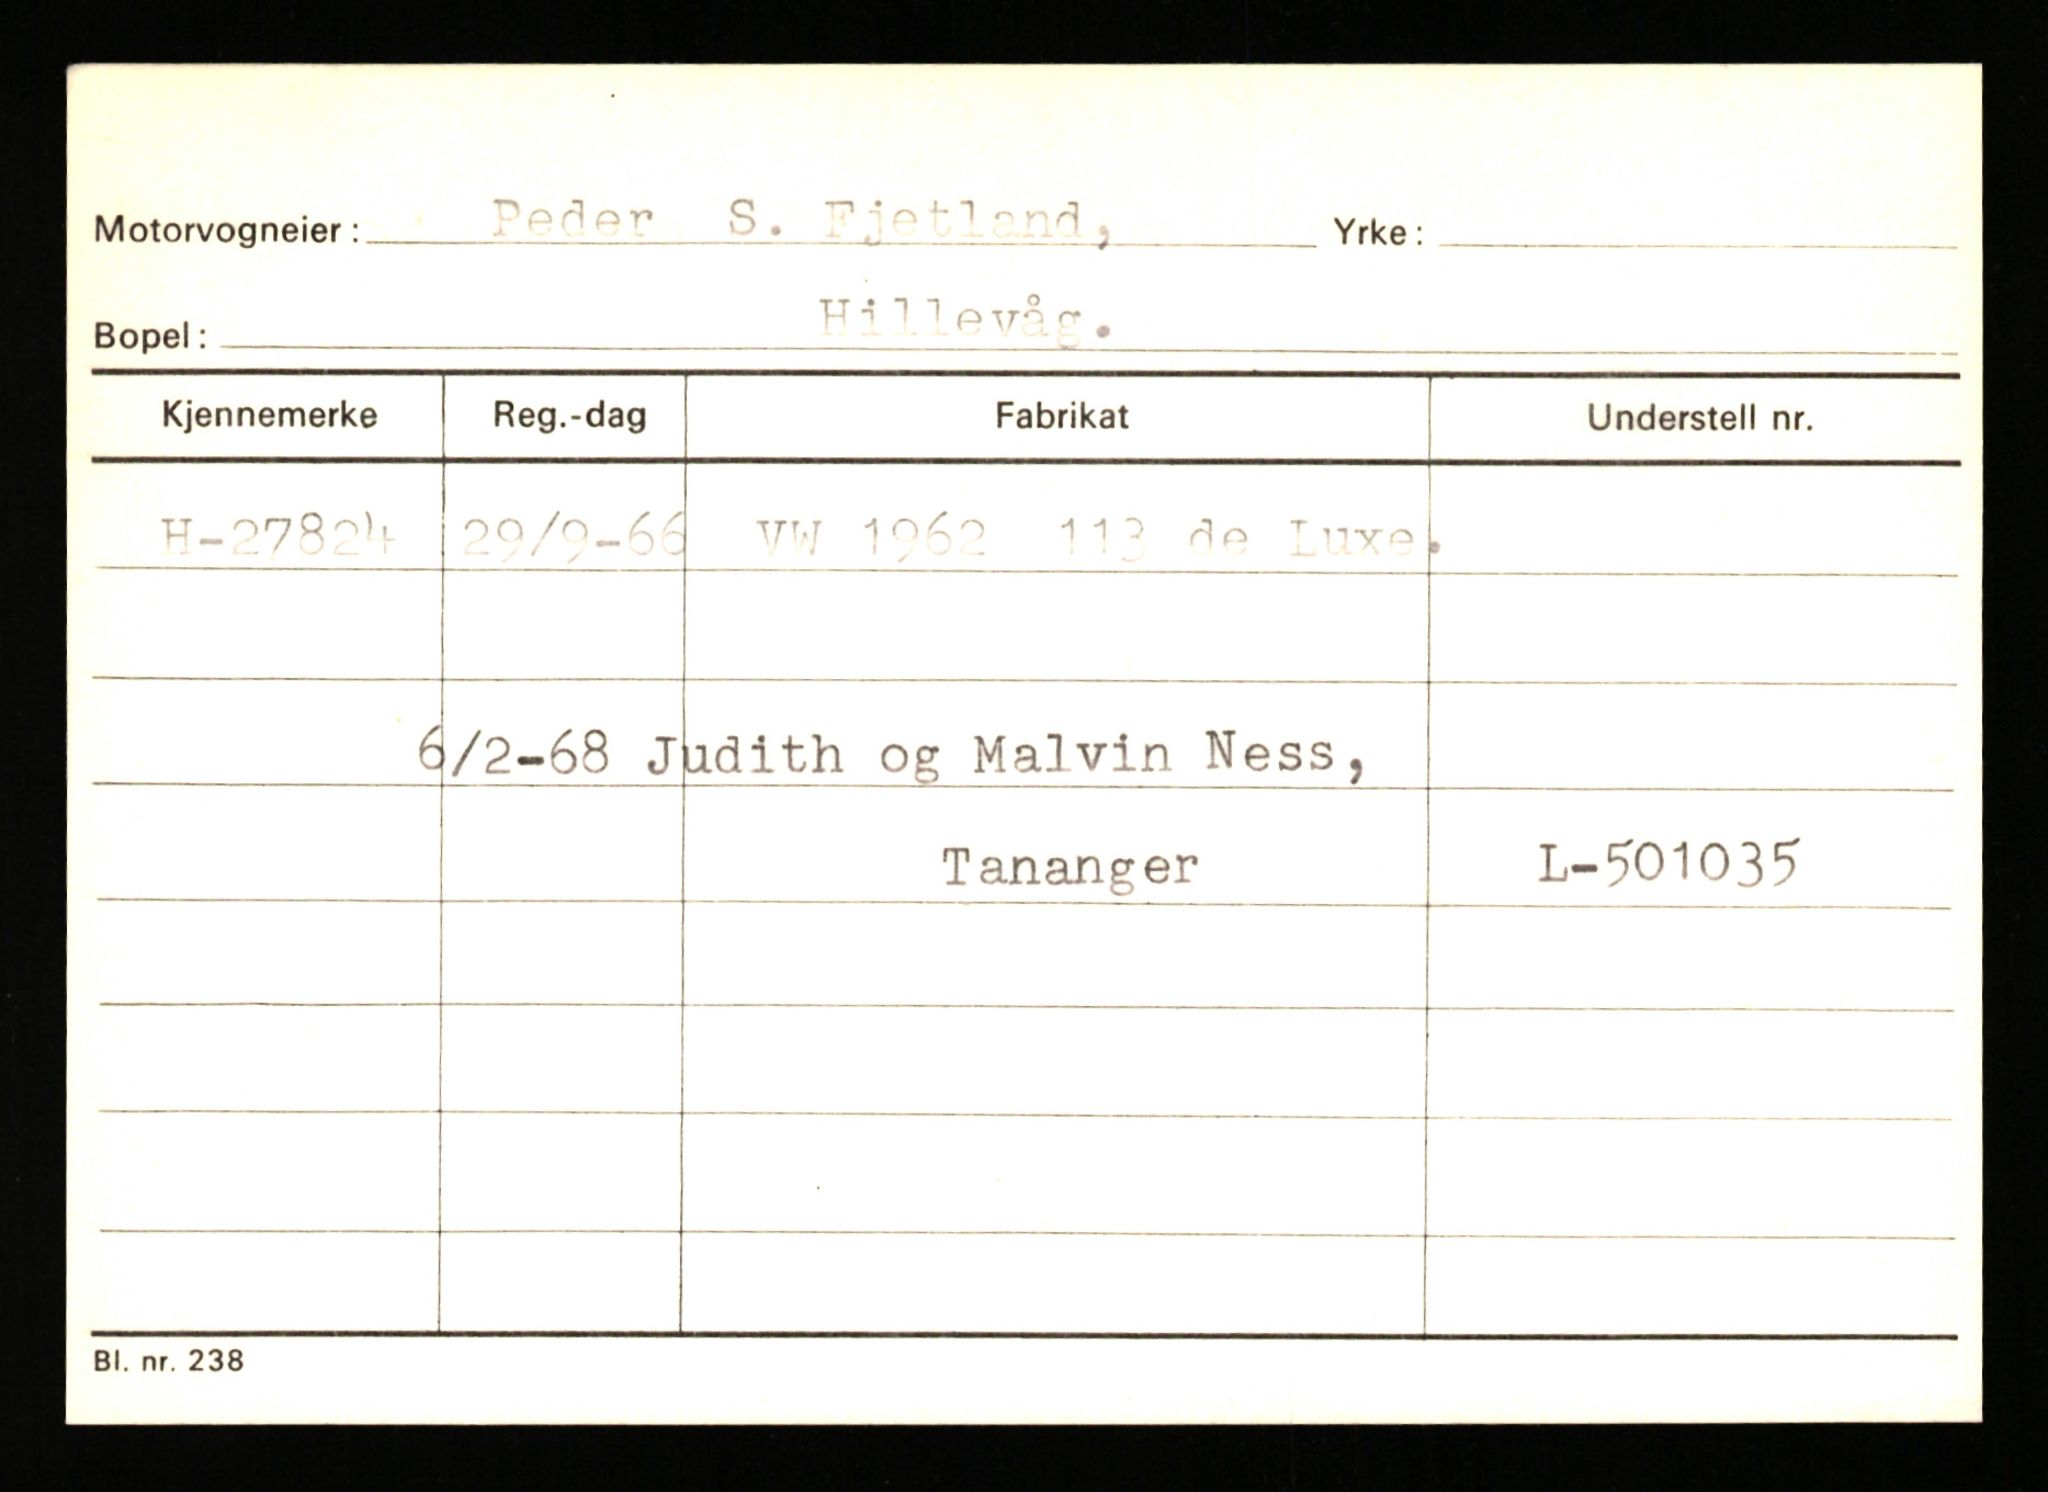 Motorvogneier: Peder S. Fjetland, Yrke:
Bopel: Hillevåg.
Kjennemerke Reg.-dag Fabrikat Understell nr.
H-27824 29/9-66 VW 1962 113 de Luxe.
6/2-68 Judith og Malvin Ness,
Tananger L-501035
Bl. nr. 238